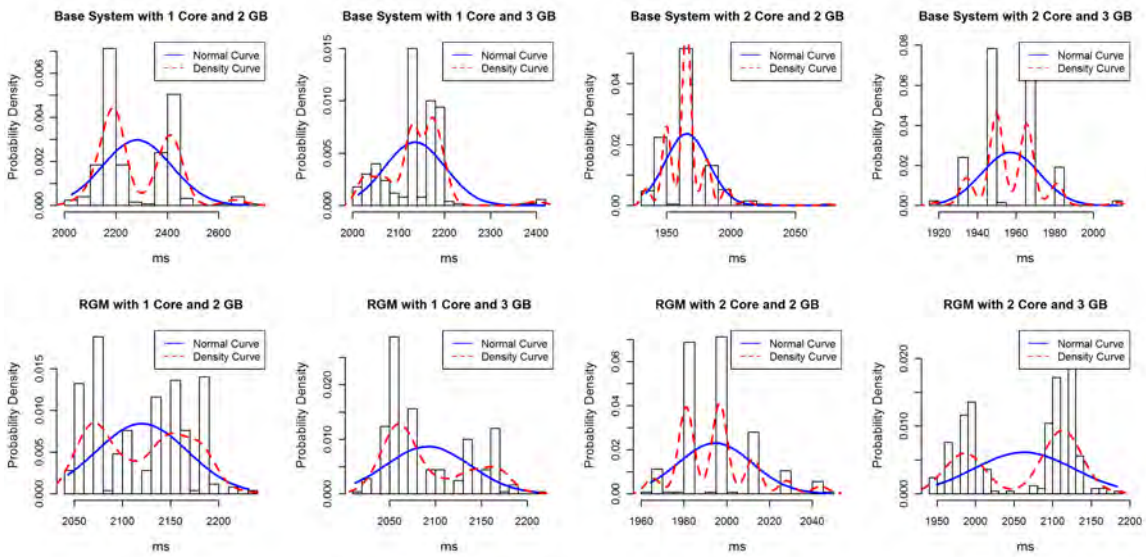 Base System with 1 Core and 2 GB
Normal Curve
Density Curve
Probability Density
0.000 0.002 0.004 0.006
2000 2200 2400 2600
ms
Base System with 1 Core and 3 GB
Normal Curve
Density Curve
Probability Density
0.000 0.005 0.010 0.015
2000 2100 2200 2300 2400
ms
Base System with 2 Core and 2 GB
Normal Curve
Density Curve
Probability Density
0.00 0.02 0.04
1950 2000 2050
ms
Base System with 2 Core and 3 GB
Normal Curve
Density Curve
Probability Density
0.00 0.02 0.04 0.06 0.08
1920 1940 1960 1980 2000
ms
RGM with 1 Core and 2 GB
Normal Curve
Density Curve
Probability Density
0.000 0.005 0.010 0.015
2050 2100 2150 2200
ms
RGM with 1 Core and 3 GB
Normal Curve
Density Curve
Probability Density
0.000 0.010 0.020
2050 2100 2150 2200
ms
RGM with 2 Core and 2 GB
Normal Curve
Density Curve
Probability Density
0.00 0.02 0.04 0.06
1960 1980 2000 2020 2040
ms
RGM with 2 Core and 3 GB
Normal Curve
Density Curve
Probability Density
0.000 0.010 0.020
1950 2000 2050 2100 2150 2200
ms